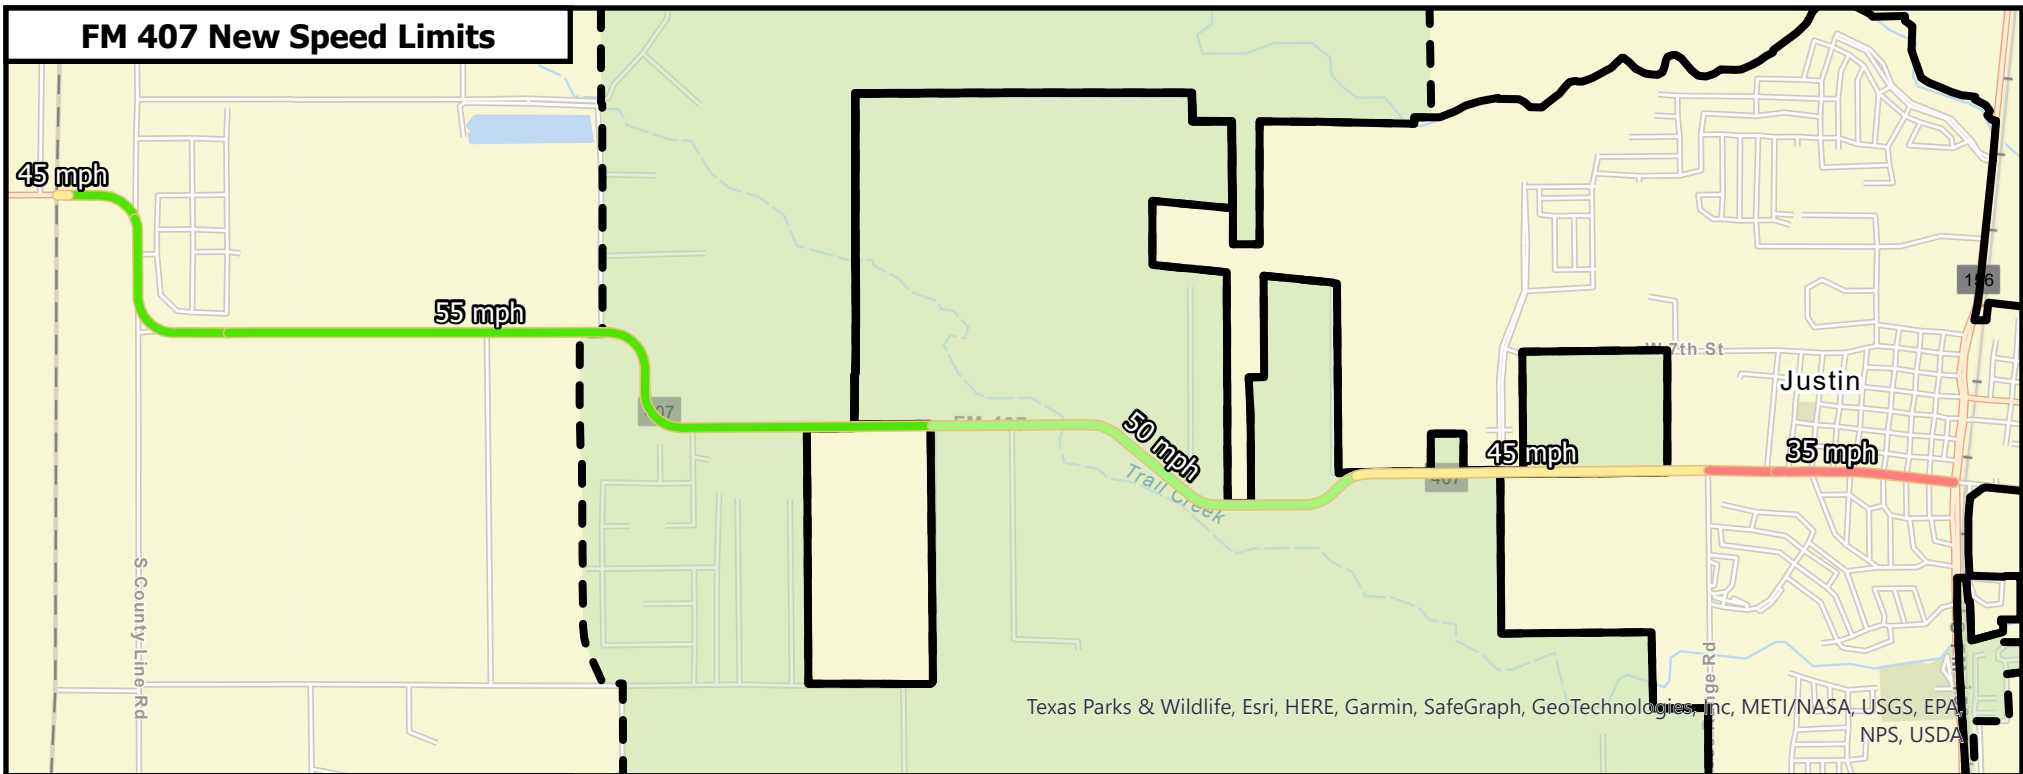 FM 407 New Speed Limits
45 mph
55 mph
50 mph
45 mph
35 mph
407
Trail Creek
W 7th St
Justin
156
S County Line Rd
Texas Parks & Wildlife, Esri, HERE, Garmin, SafeGraph, GeoTechnologies, Inc, METI/NASA, USGS, EPA,
NPS, USDA